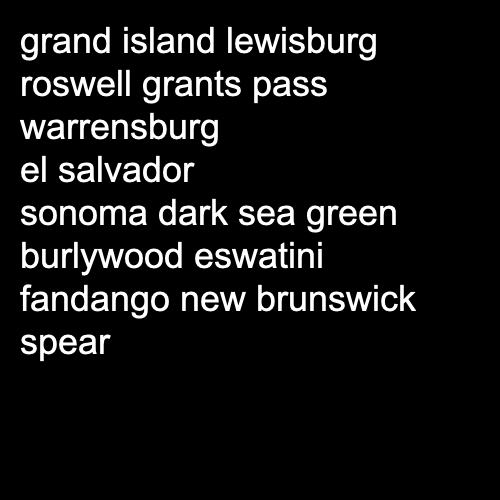 grand island lewisburg
roswell grants pass
warrensburg
el salvador
sonoma dark sea green
burlywood eswatini
fandango new brunswick
spear